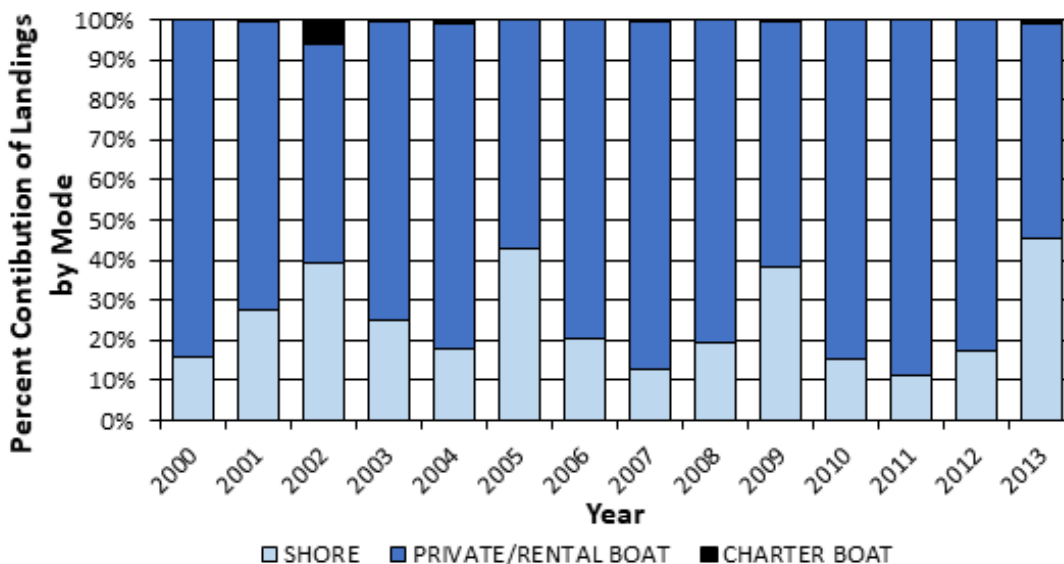 Percent Contibution of Landings
by Mode
100%
90%
80%
70%
60%
50%
40%
30%
20%
10%
0%
2000 2001 2002 2003 2004 2005 2006 2007 2008 2009 2010 2011 2012 2013
Year
SHORE PRIVATE/RENTAL BOAT CHARTER BOAT